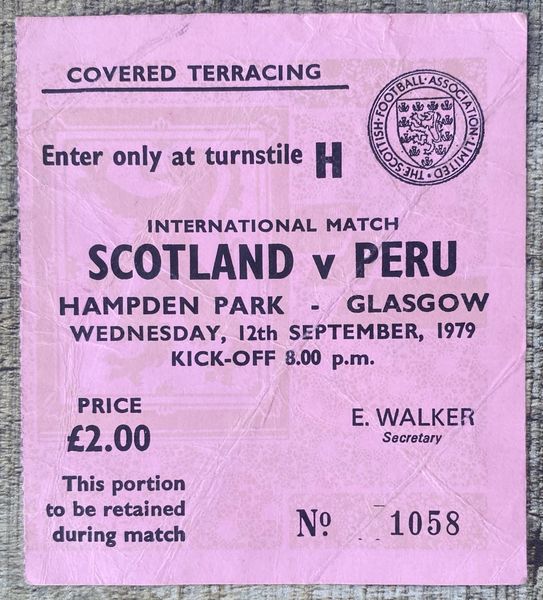 COVERED TERRACING
THE SCOTTISH FOOTBALL ASSOCIATION LIMITED
Enter only at turnstile H
INTERNATIONAL MATCH
SCOTLAND v PERU
HAMPDEN PARK - GLASGOW
WEDNESDAY, 12th SEPTEMBER, 1979
KICK-OFF 8.00 p.m.
PRICE
£2.00
E. WALKER
Secretary
This portion
to be retained
during match
Nº 1058